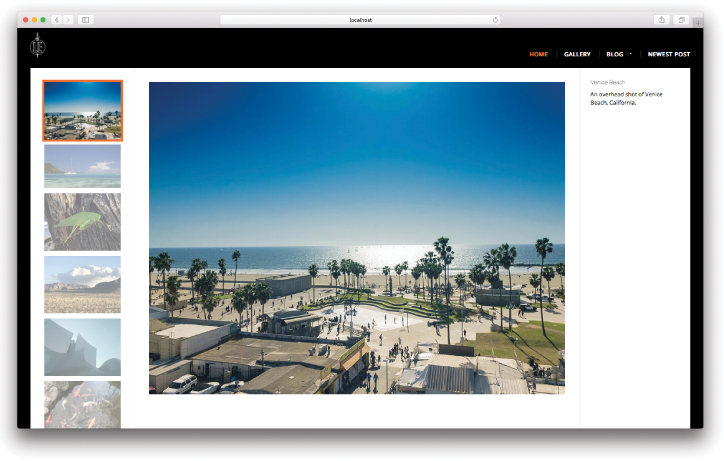 localhost
HOME
GALLERY
BLOG
NEWEST POST
Venice Beach
An overhead shot of Venice
Beach, California.